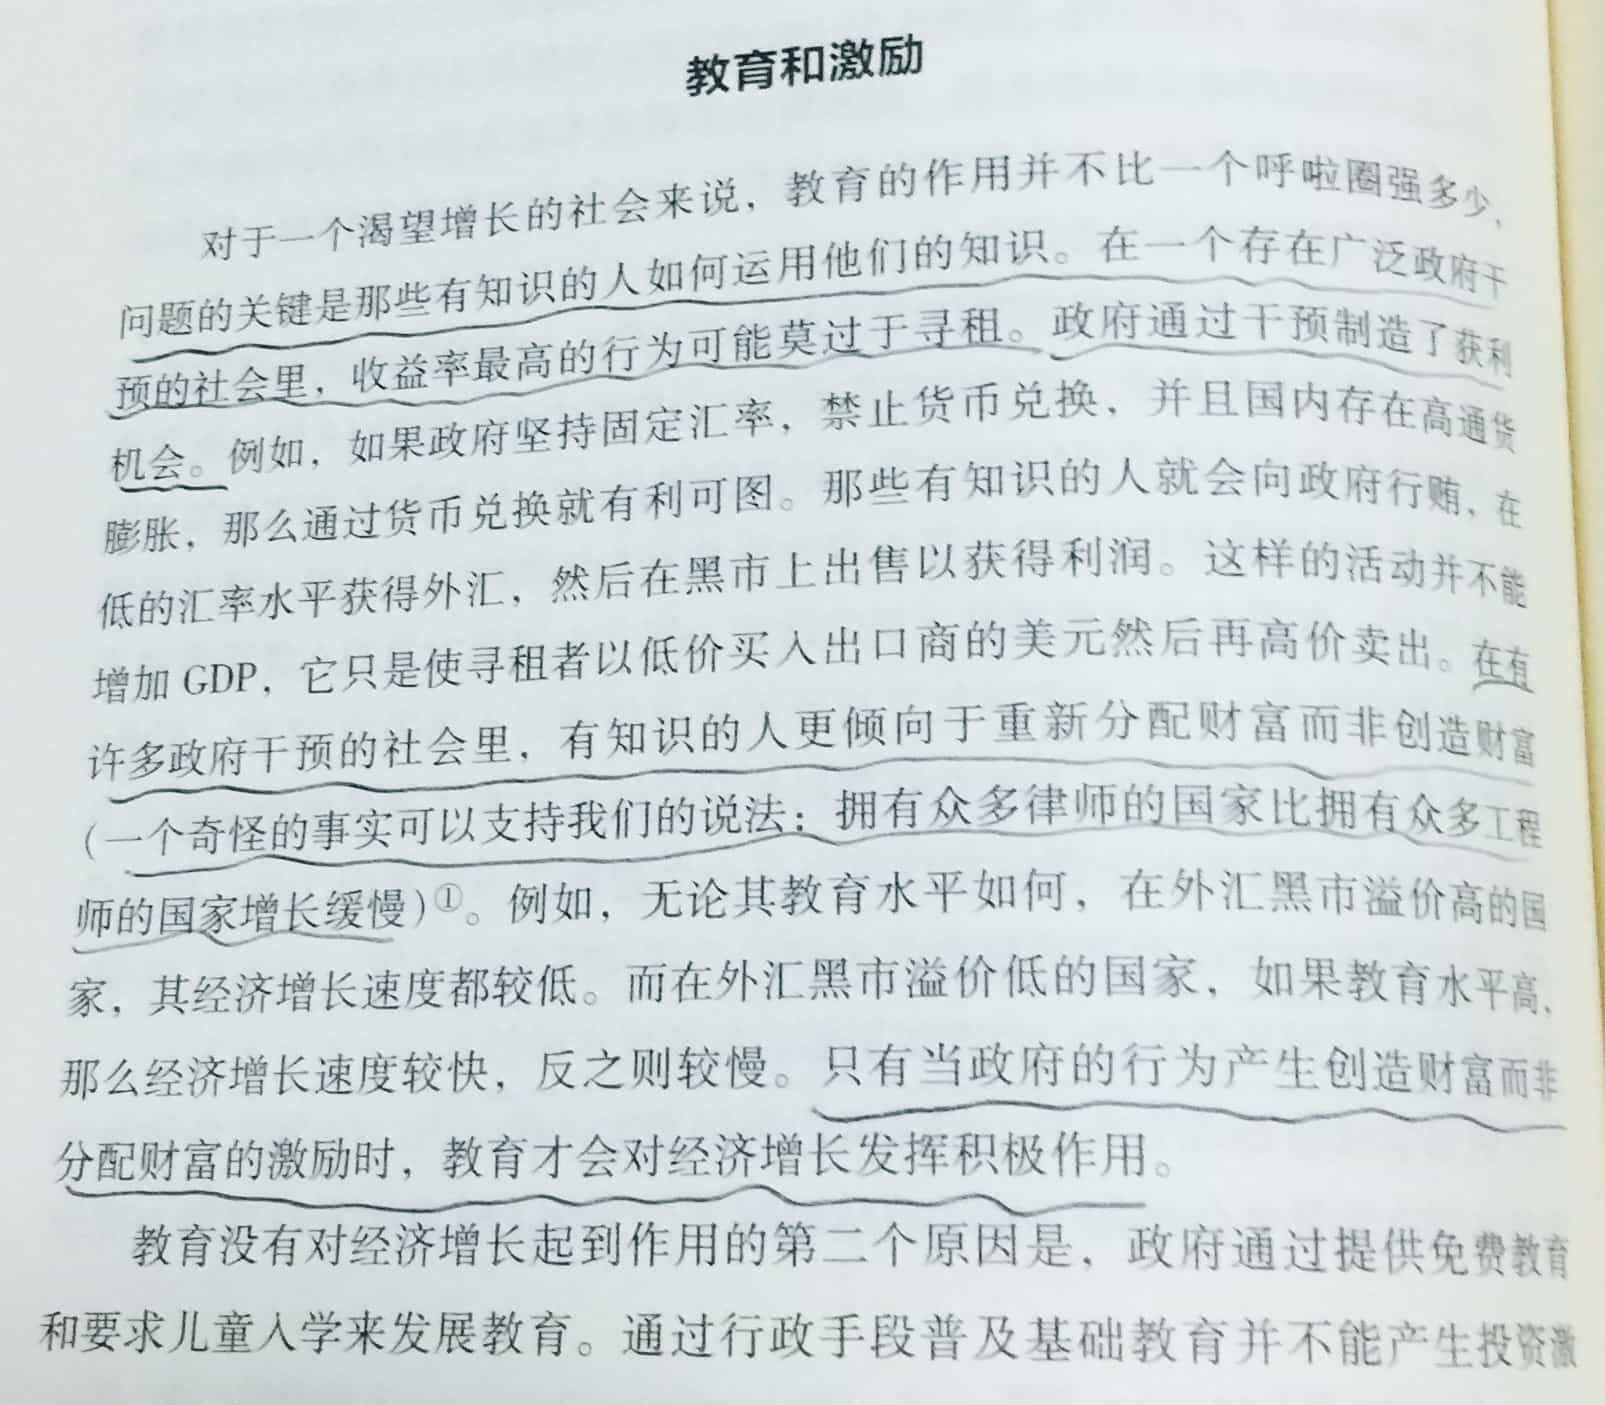 教育和激励
对于一个渴望增长的社会来说，教育的作用并不比一个呼啦圈强多少，
问题的关键是那些有知识的人如何运用他们的知识。在一个存在广泛政府干
预的社会里，收益率最高的行为可能莫过于寻租。政府通过干预制造了获利
机会。例如，如果政府坚持固定汇率，禁止货币兑换，并且国内存在高通货
膨胀，那么通过货币兑换就有利可图。那些有知识的人就会向政府行贿，在
低的汇率水平获得外汇，然后在黑市上出售以获得利润。这样的活动并不能
增加 GDP，它只是使寻租者以低价买入出口商的美元然后再高价卖出。在有
许多政府干预的社会里，有知识的人更倾向于重新分配财富而非创造财富
（一个奇怪的事实可以支持我们的说法：拥有众多律师的国家比拥有众多工程
师的国家增长缓慢）①。例如，无论其教育水平如何，在外汇黑市溢价高的国
家，其经济增长速度都较低。而在外汇黑市溢价低的国家，如果教育水平高，
那么经济增长速度较快，反之则较慢。只有当政府的行为产生创造财富而非
分配财富的激励时，教育才会对经济增长发挥积极作用。
教育没有对经济增长起到作用的第二个原因是，政府通过提供免费教育
和要求儿童入学来发展教育。通过行政手段普及基础教育并不能产生投资激